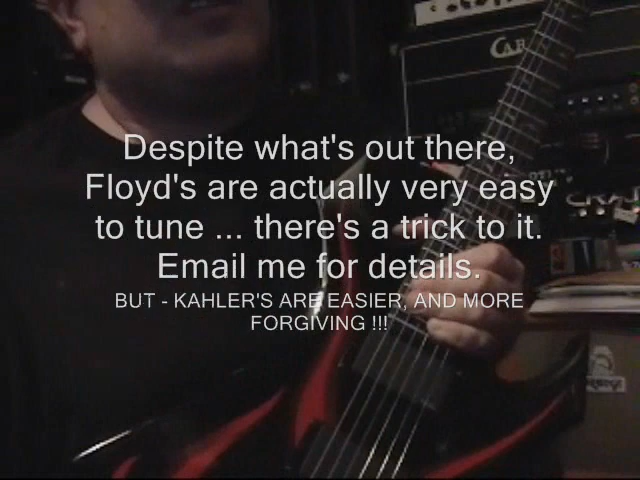 CAR
Despite what's out there,
Floyd's are actually very easy
to tune ... there's a trick to it.
Email me for details.
BUT - KAHLER'S ARE EASIER, AND MORE
FORGIVING !!!